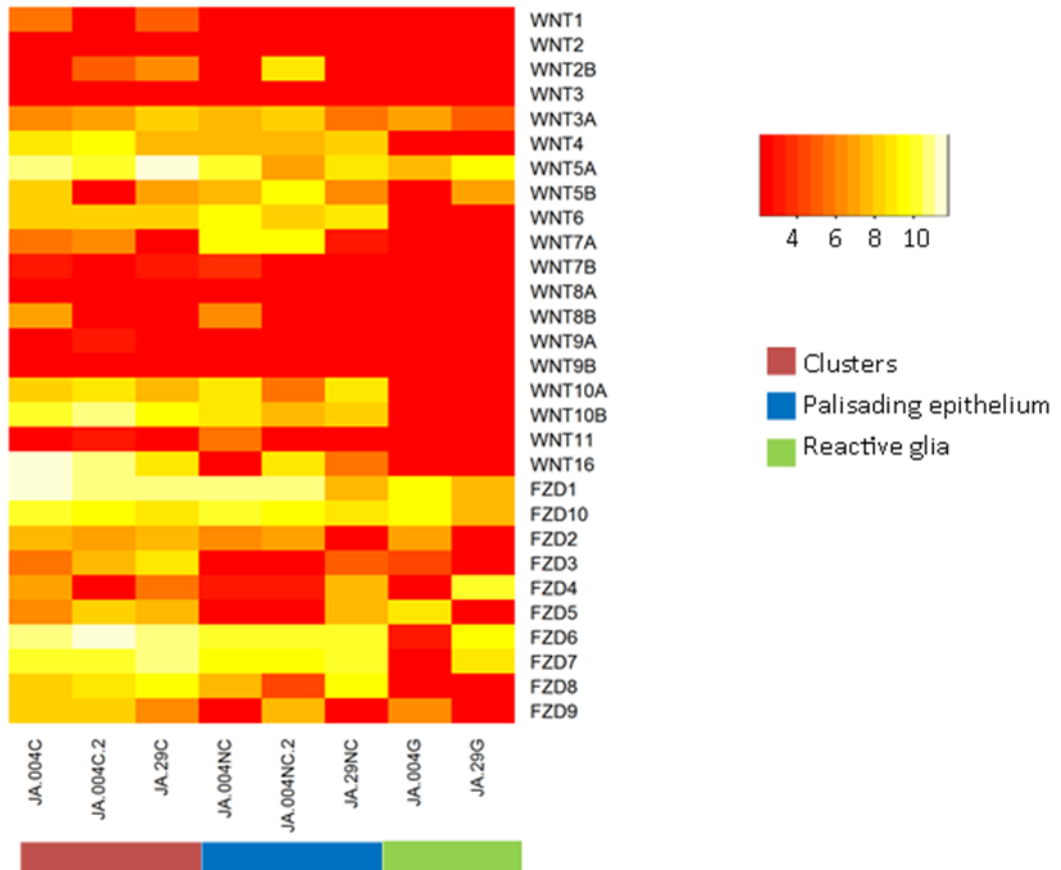 WNT1
WNT2
WNT2B
WNT3
WNT3A
WNT4
WNT5A
WNT5B
WNT6
WNT7A
WNT7B
WNT8A
WNT8B
WNT9A
WNT9B
WNT10A
WNT10B
WNT11
WNT16
FZD1
FZD10
FZD2
FZD3
FZD4
FZD5
FZD6
FZD7
FZD8
FZD9
4 6 8 10
Clusters
Palisading epithelium
Reactive glia
JA.004C
JA.004C.2
JA.29C
JA.004NC
JA.004NC.2
JA.29NC
JA.004G
JA.29G